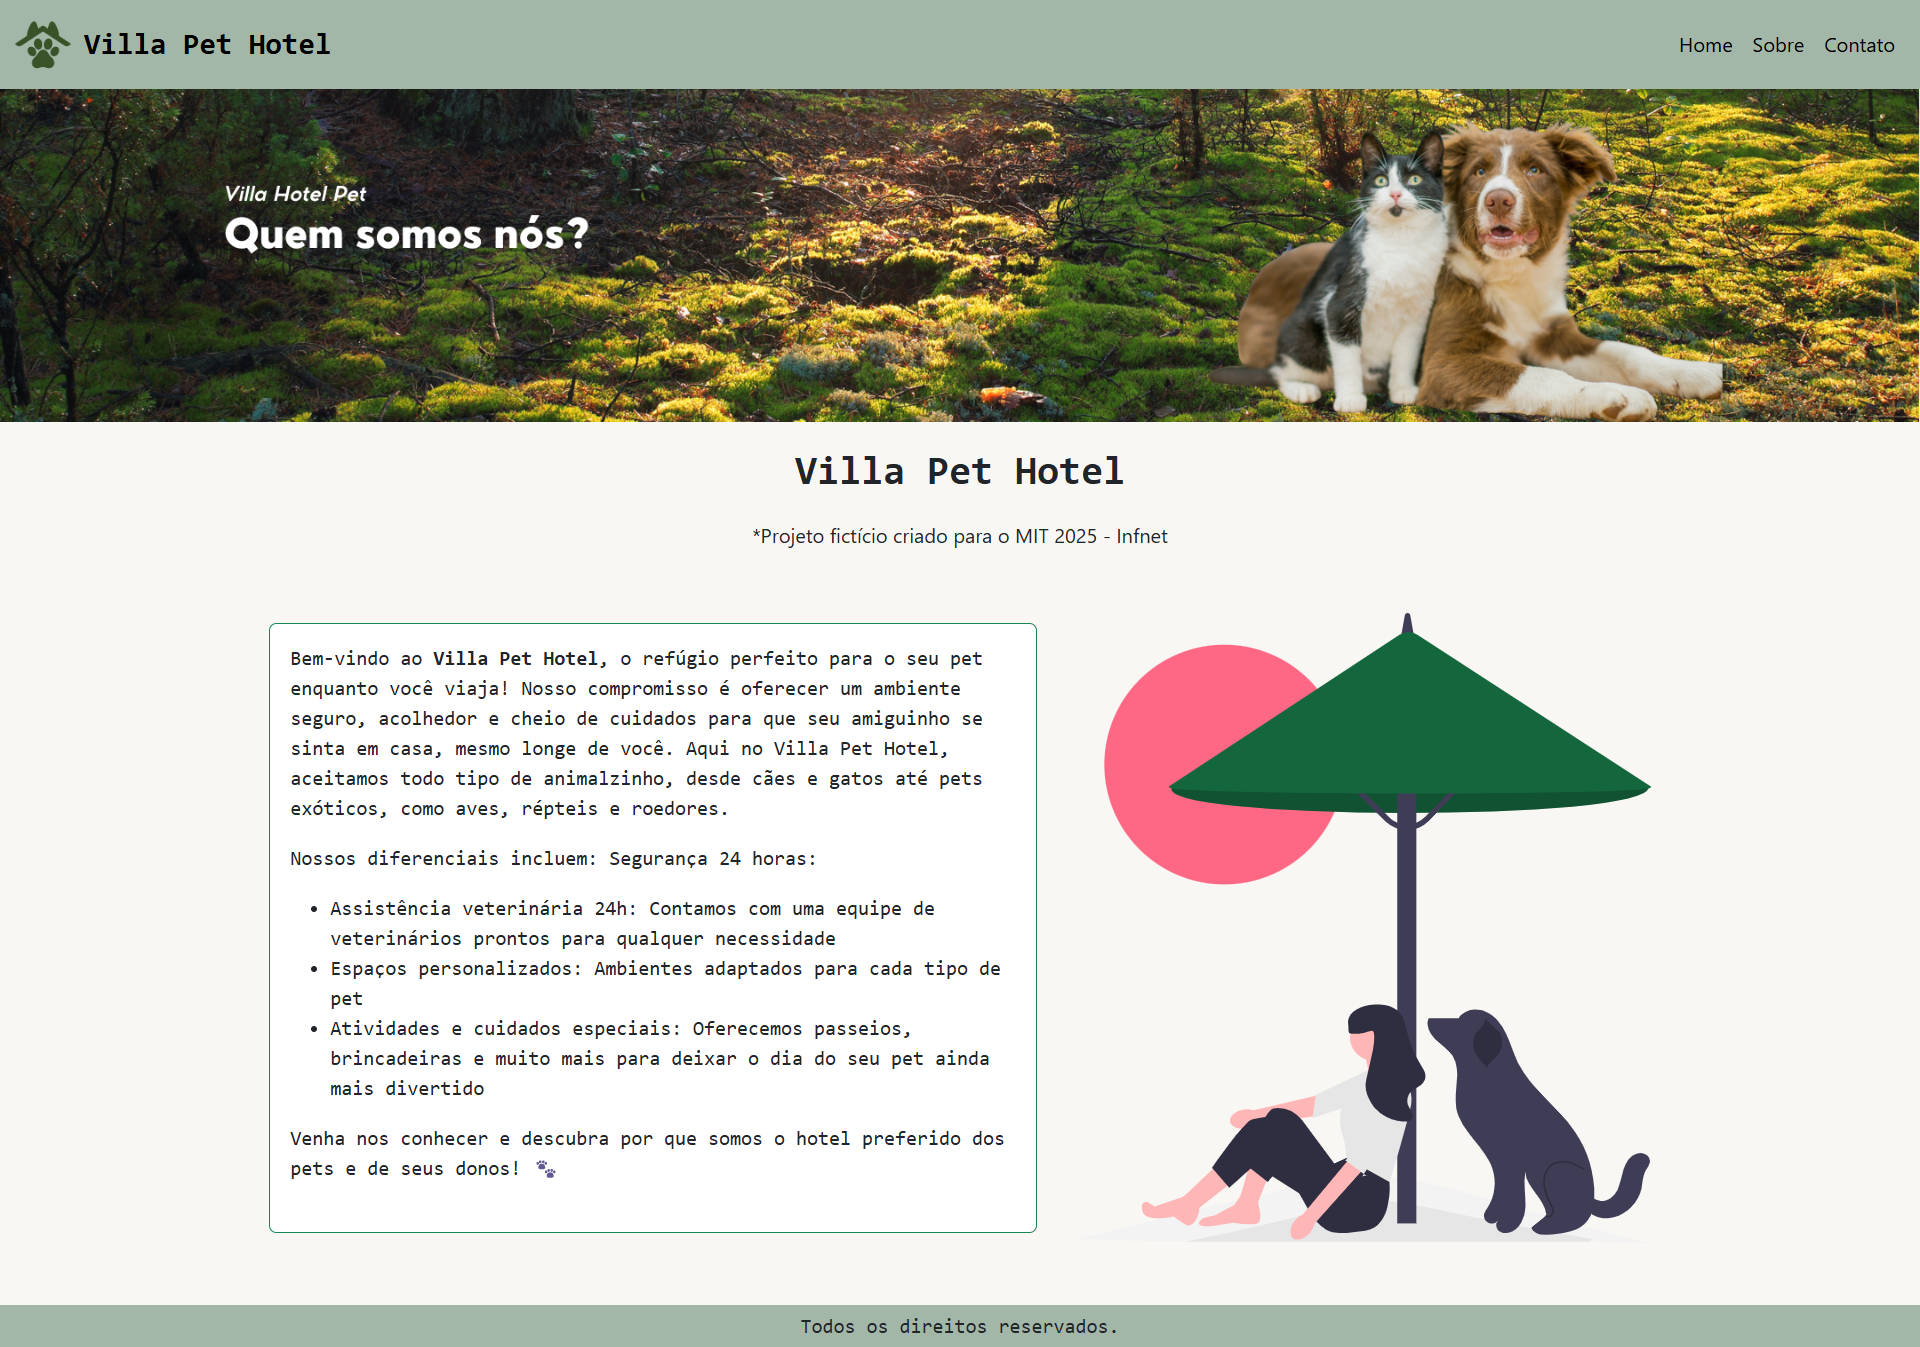 Villa Pet Hotel
Home Sobre Contato
Villa Hotel Pet
Quem somos nós?
Villa Pet Hotel
*Projeto fictício criado para o MIT 2025 - Infnet
Bem-vindo ao Villa Pet Hotel, o refúgio perfeito para o seu pet
enquanto você viaja! Nosso compromisso é oferecer um ambiente
seguro, acolhedor e cheio de cuidados para que seu amiguinho se
sinta em casa, mesmo longe de você. Aqui no Villa Pet Hotel,
aceitamos todo tipo de animalzinho, desde cães e gatos até pets
exóticos, como aves, répteis e roedores.
Nossos diferenciais incluem: Segurança 24 horas:
• Assistência veterinária 24h: Contamos com uma equipe de
veterinários prontos para qualquer necessidade
• Espaços personalizados: Ambientes adaptados para cada tipo de
pet
• Atividades e cuidados especiais: Oferecemos passeios,
brincadeiras e muito mais para deixar o dia do seu pet ainda
mais divertido
Venha nos conhecer e descubra por que somos o hotel preferido dos
pets e de seus donos! 🐾
Todos os direitos reservados.